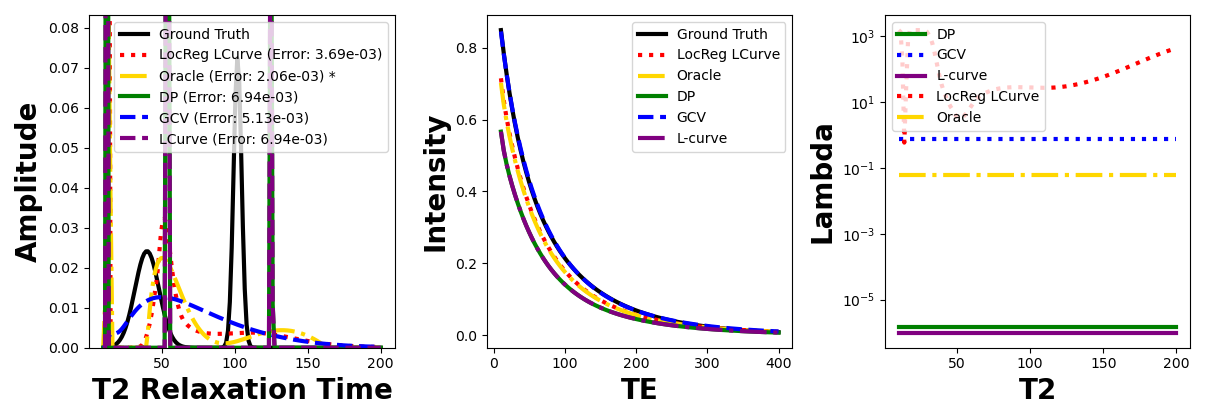 0.08
0.07
0.06
0.05
0.04
0.03
0.02
0.01
0.00
Amplitude
50
100
150
200
T2 Relaxation Time
Ground Truth
LocReg LCurve (Error: 3.69e-03)
Oracle (Error: 2.06e-03) *
DP (Error: 6.94e-03)
GCV (Error: 5.13e-03)
LCurve (Error: 6.94e-03)
0.8
0.6
0.4
0.2
0.0
Intensity
0
100
200
300
400
TE
Ground Truth
LocReg LCurve
Oracle
DP
GCV
L-curve
10³
10¹
10⁻¹
10⁻³
10⁻⁵
Lambda
50
100
150
200
T2
DP
GCV
L-curve
LocReg LCurve
Oracle